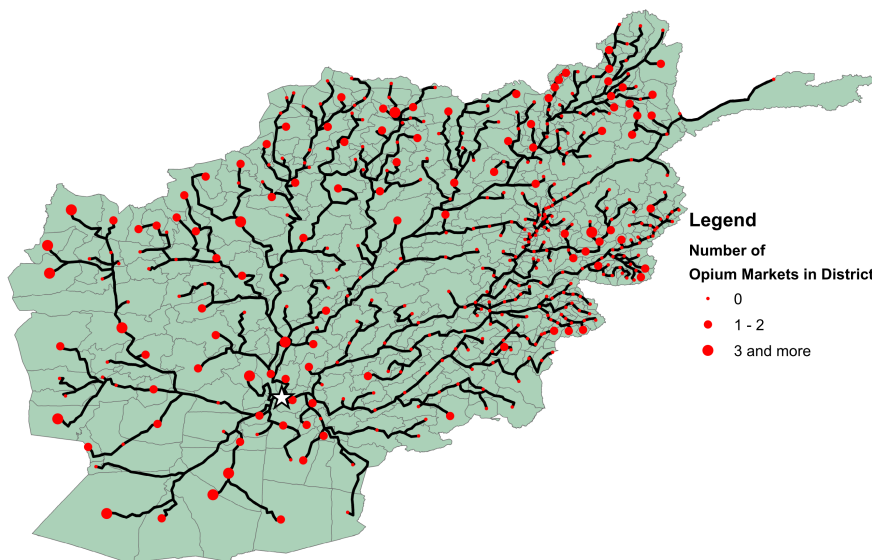 Legend
Number of
Opium Markets in District
0
1 - 2
3 and more